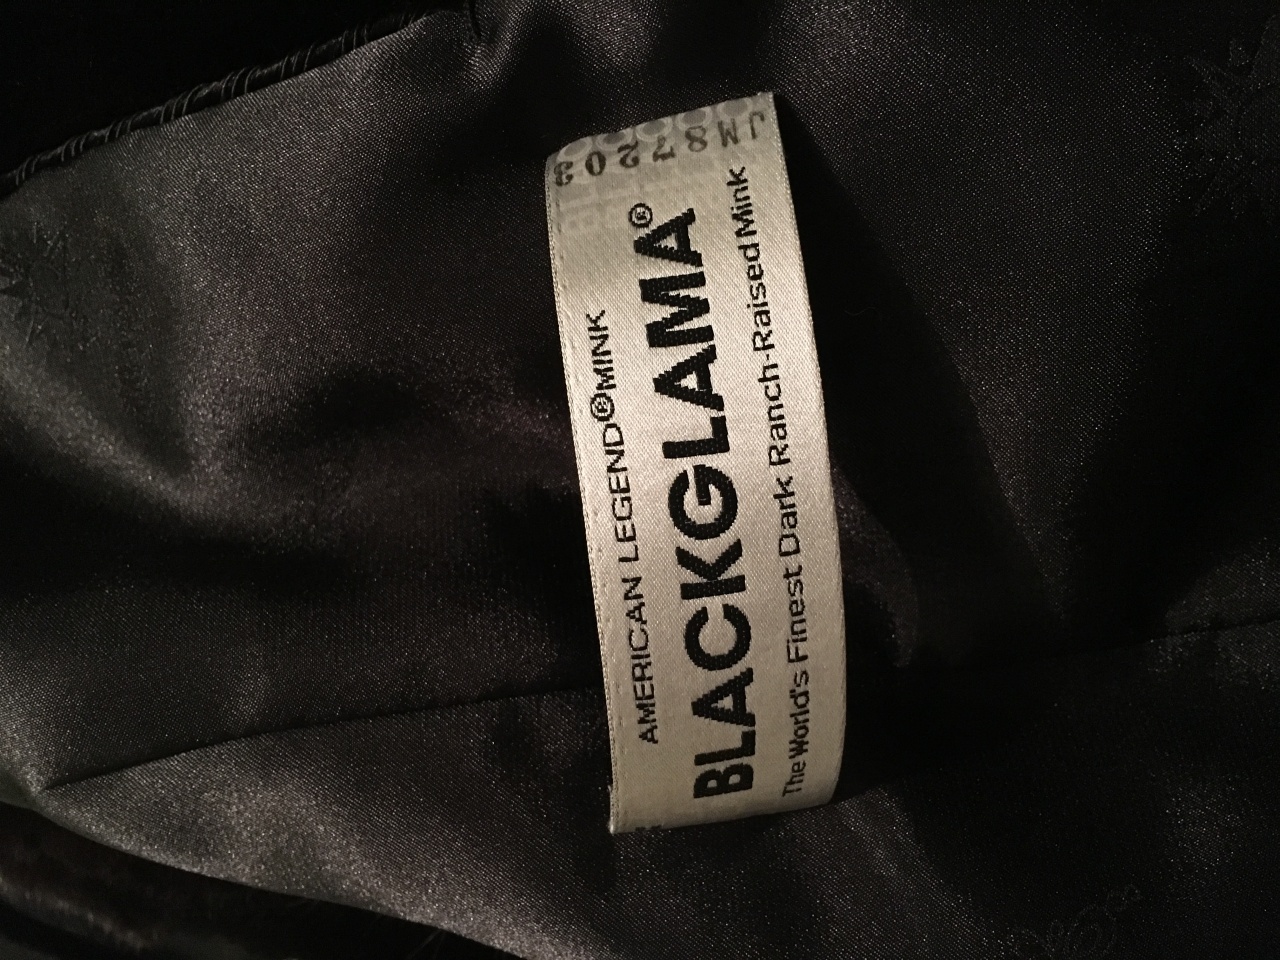 AMERICAN LEGEND®MINK
BLACKGLAMA®
The World's Finest Dark Ranch-Raised Mink
JM87203